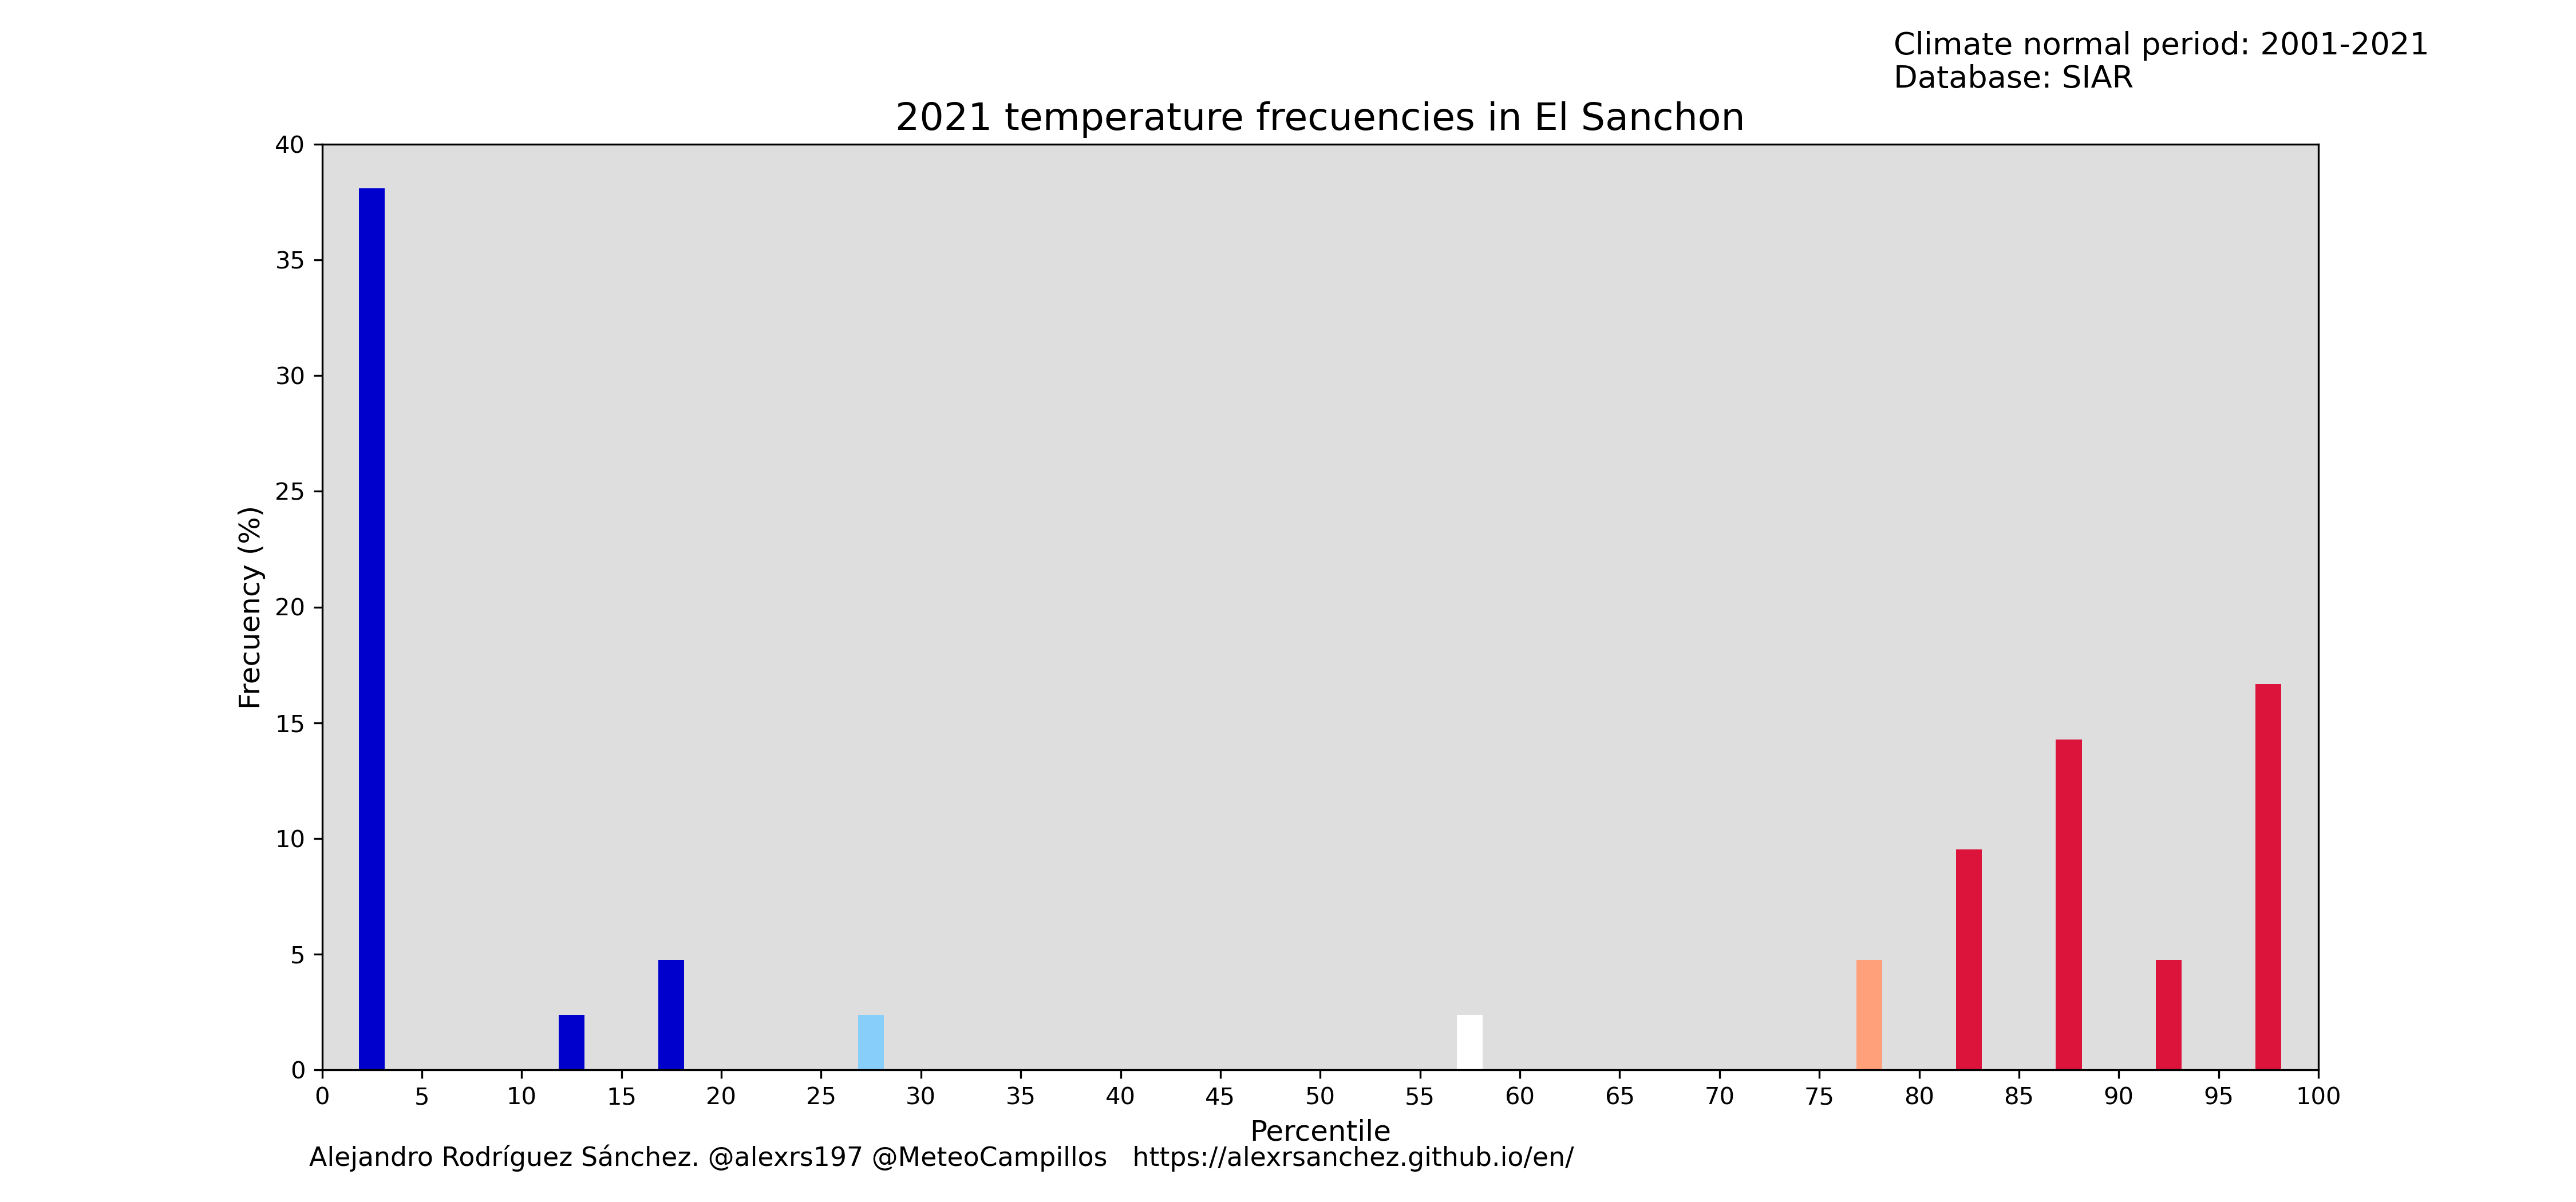 Climate normal period: 2001-2021
Database: SIAR
2021 temperature frecuencies in El Sanchon
40
35
30
25
20
15
10
5
0
Frecuency (%)
0 5 10 15 20 25 30 35 40 45 50 55 60 65 70 75 80 85 90 95 100
Percentile
Alejandro Rodríguez Sánchez. @alexrs197 @MeteoCampillos   https://alexrsanchez.github.io/en/